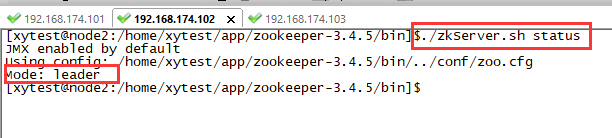 192.168.174.101 192.168.174.102 192.168.174.103
[xytest@node2:/home/xytest/app/zookeeper-3.4.5/bin]$./zkServer.sh status
JMX enabled by default
Using config: /home/xytest/app/zookeeper-3.4.5/bin/../conf/zoo.cfg
Mode: leader
[xytest@node2:/home/xytest/app/zookeeper-3.4.5/bin]$